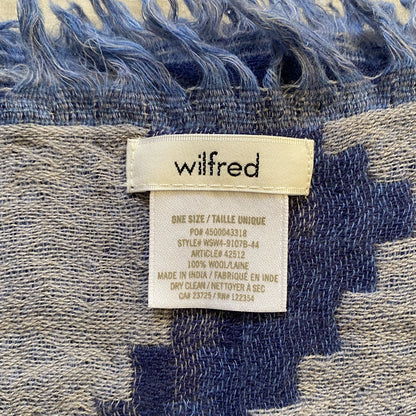 wilfred
ONE SIZE / TAILLE UNIQUE
PO# 4500043318
STYLE# WSW4-9107B-44
ARTICLE# 42512
100% WOOL/LAINE
MADE IN INDIA / FABRIQUÉ EN INDE
DRY CLEAN / NETTOYER À SEC
CA# 23725 / RN# 122354